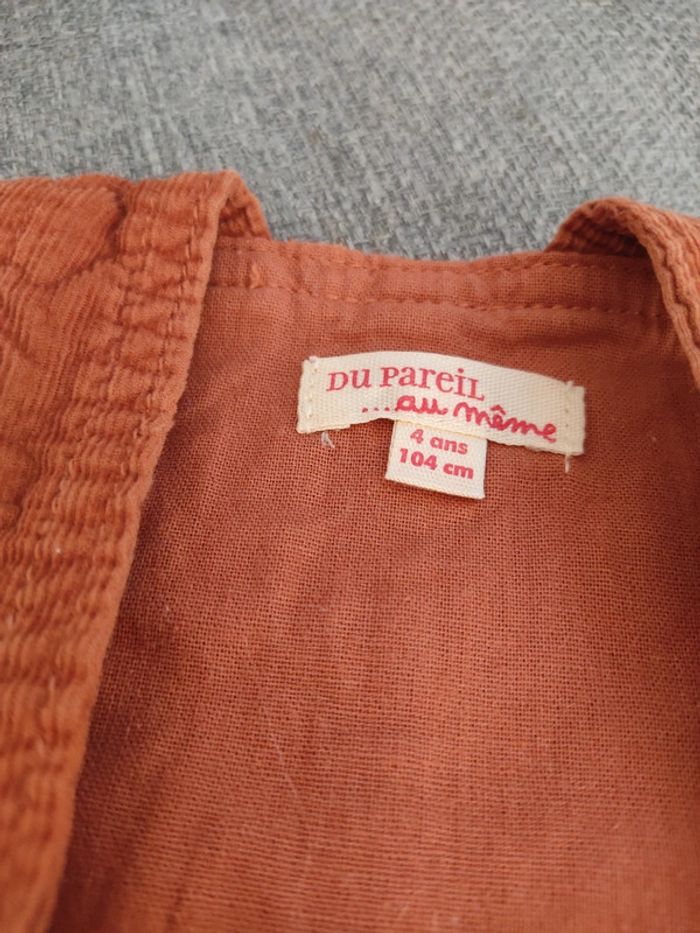 DU PareiL
...au même
4 ans
104 cm